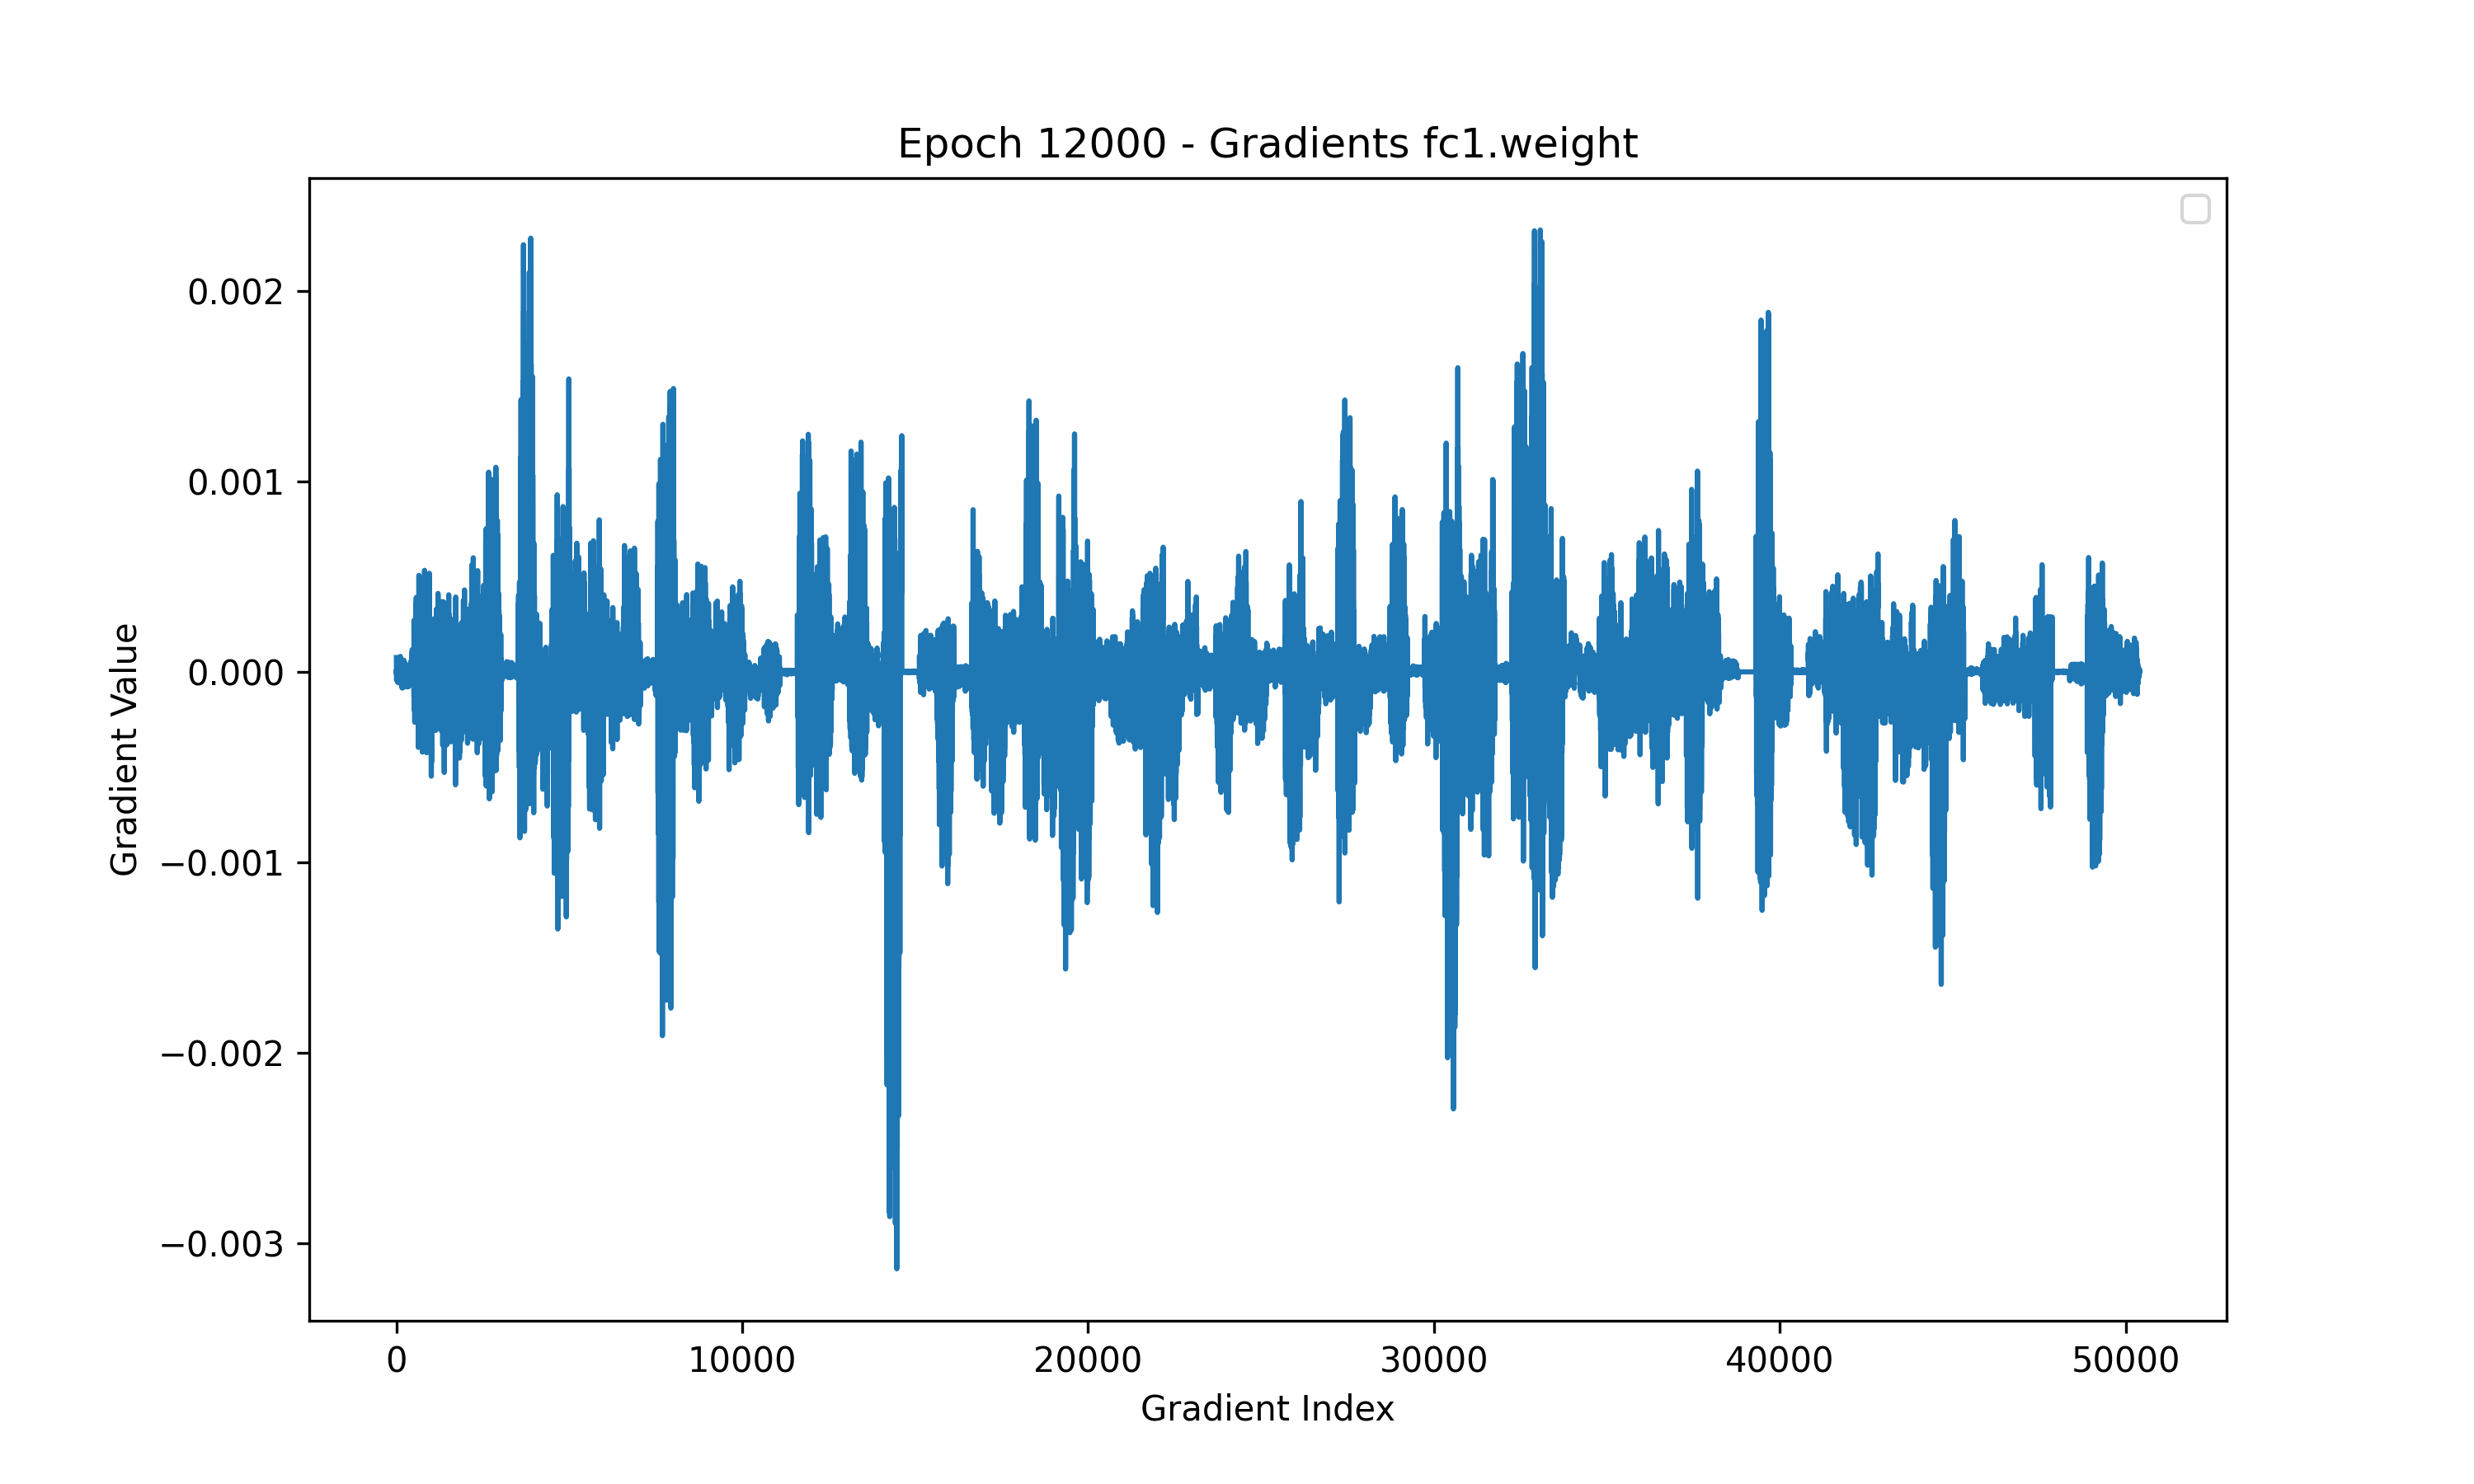 Epoch 12000 - Gradients fc1.weight
0.002
0.001
0.000
−0.001
−0.002
−0.003
Gradient Value
0 10000 20000 30000 40000 50000
Gradient Index